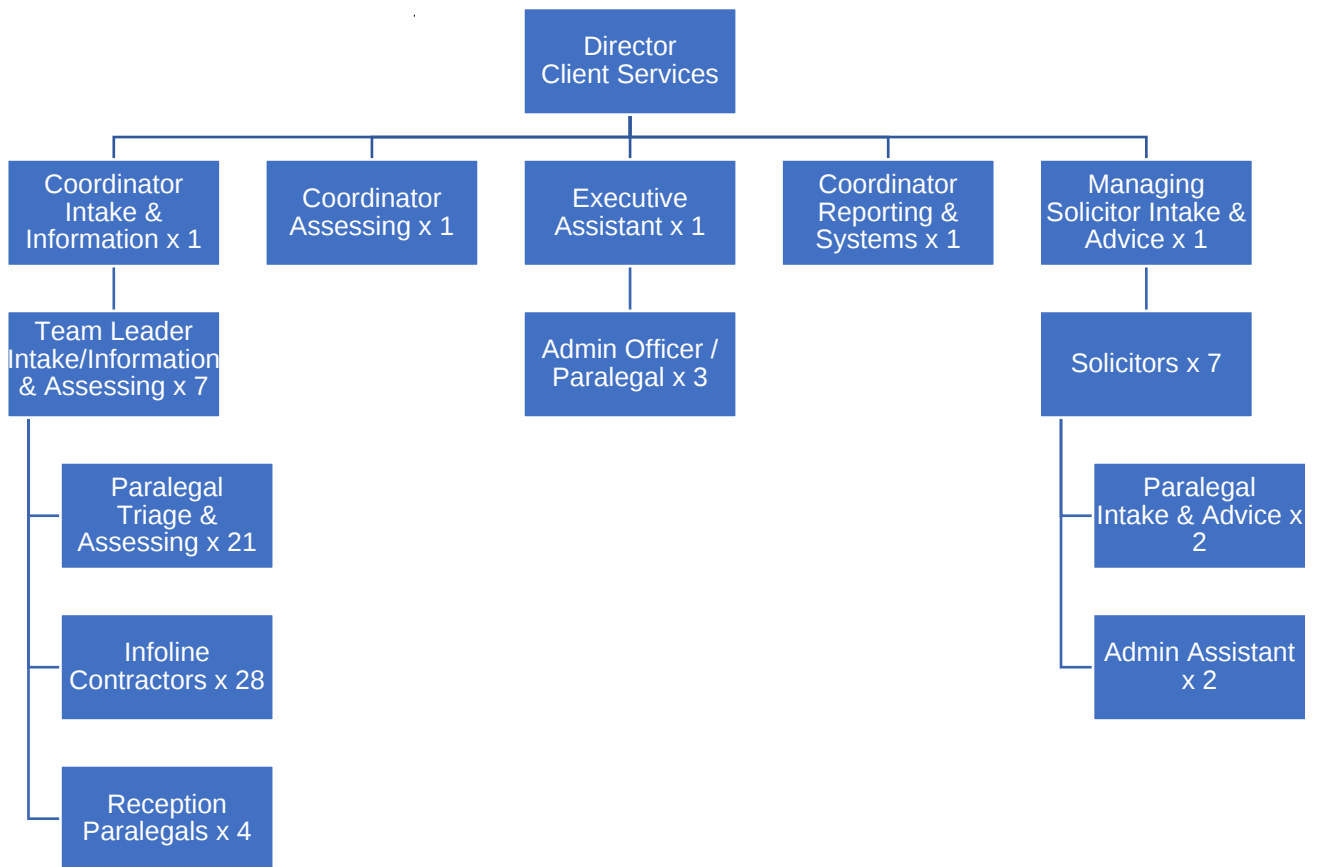 Director
Client Services
Coordinator
Intake &
Information x 1
Coordinator
Assessing x 1
Executive
Assistant x 1
Coordinator
Reporting &
Systems x 1
Managing
Solicitor Intake &
Advice x 1
Team Leader
Intake/Information
& Assessing x 7
Admin Officer /
Paralegal x 3
Solicitors x 7
Paralegal
Triage &
Assessing x 21
Paralegal
Intake & Advice x
2
Infoline
Contractors x 28
Admin Assistant
x 2
Reception
Paralegals x 4